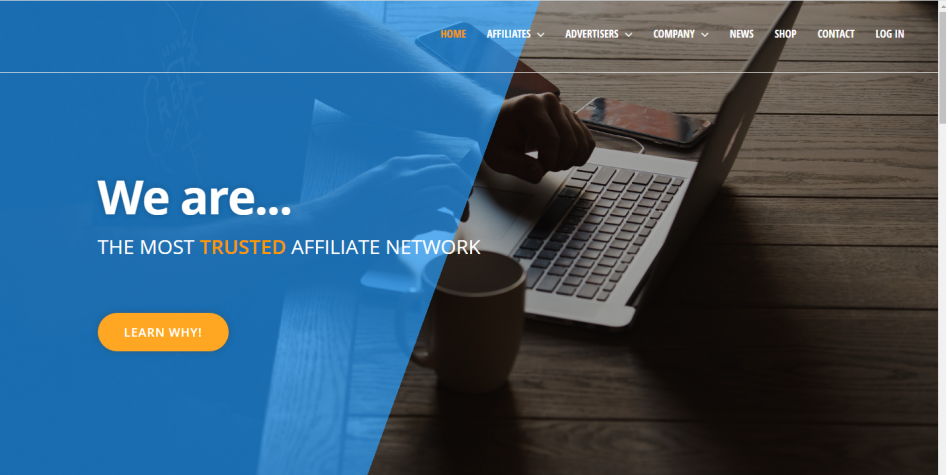 HOME AFFILIATES ADVERTISERS COMPANY NEWS SHOP CONTACT LOG IN
We are...
THE MOST TRUSTED AFFILIATE NETWORK
LEARN WHY!